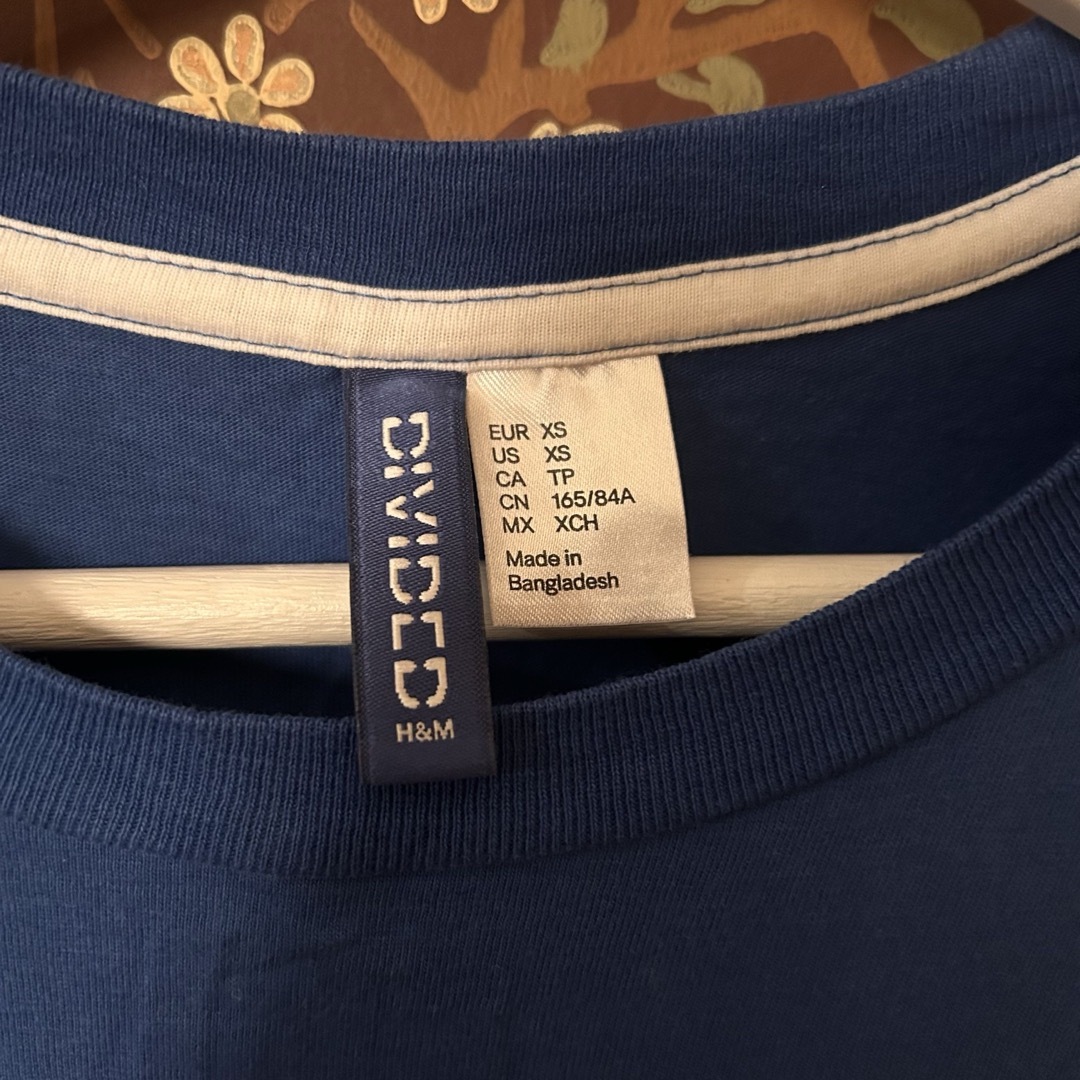 DIVIDED
H&M
EUR XS
US XS
CA TP
CN 165/84A
MX XCH
Made in
Bangladesh